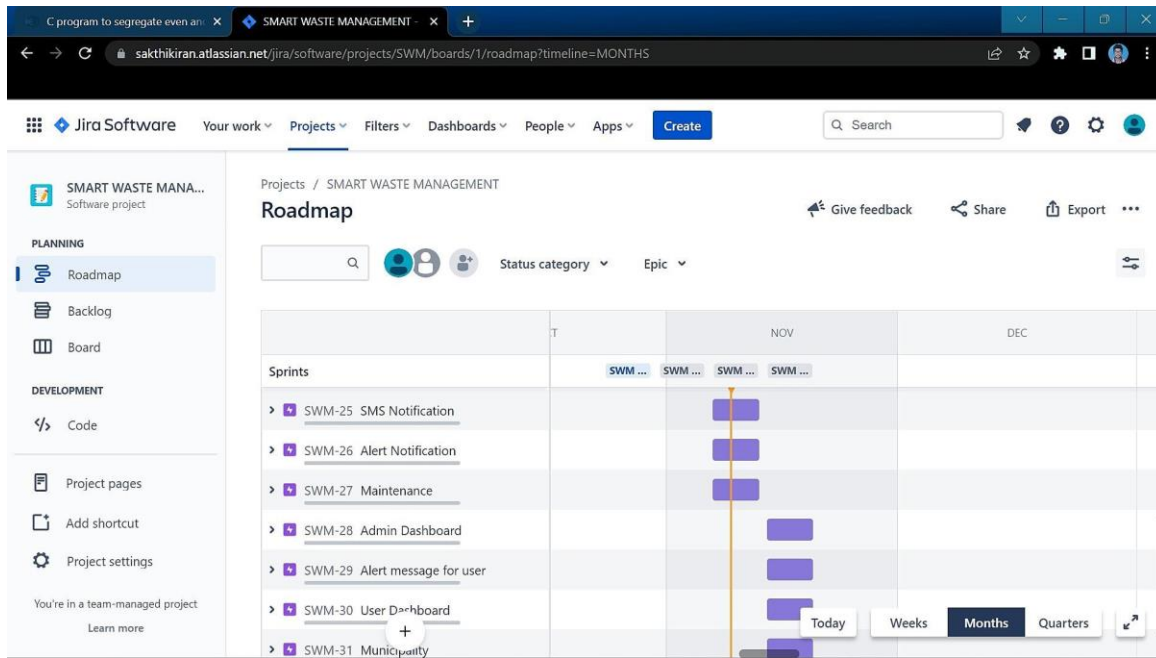 C program to segregate even an
SMART WASTE MANAGEMENT -
sakthikiran.atlassian.net/jira/software/projects/SWM/boards/1/roadmap?timeline=MONTHS
Jira Software Your work Projects Filters Dashboards People Apps Create Search
SMART WASTE MANA...
Software project
PLANNING
Roadmap
Backlog
Board
DEVELOPMENT
Code
Project pages
Add shortcut
Project settings
You're in a team-managed project
Learn more
Projects / SMART WASTE MANAGEMENT
Roadmap
Give feedback Share Export
Status category Epic
T NOV DEC
Sprints SWM ... SWM ... SWM ... SWM ...
SWM-25 SMS Notification
SWM-26 Alert Notification
SWM-27 Maintenance
SWM-28 Admin Dashboard
SWM-29 Alert message for user
SWM-30 User Dashboard
SWM-31 Municipality
Today Weeks Months Quarters